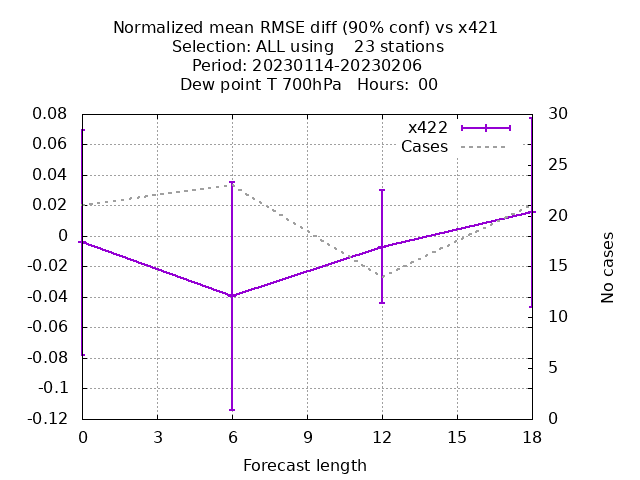 Normalized mean RMSE diff (90% conf) vs x421
Selection: ALL using    23 stations
Period: 20230114-20230206
Dew point T 700hPa   Hours:  00
x422
Cases
0.08
0.06
0.04
0.02
0
-0.02
-0.04
-0.06
-0.08
-0.1
-0.12
30
25
20
15
10
5
0
No cases
0 3 6 9 12 15 18
Forecast length